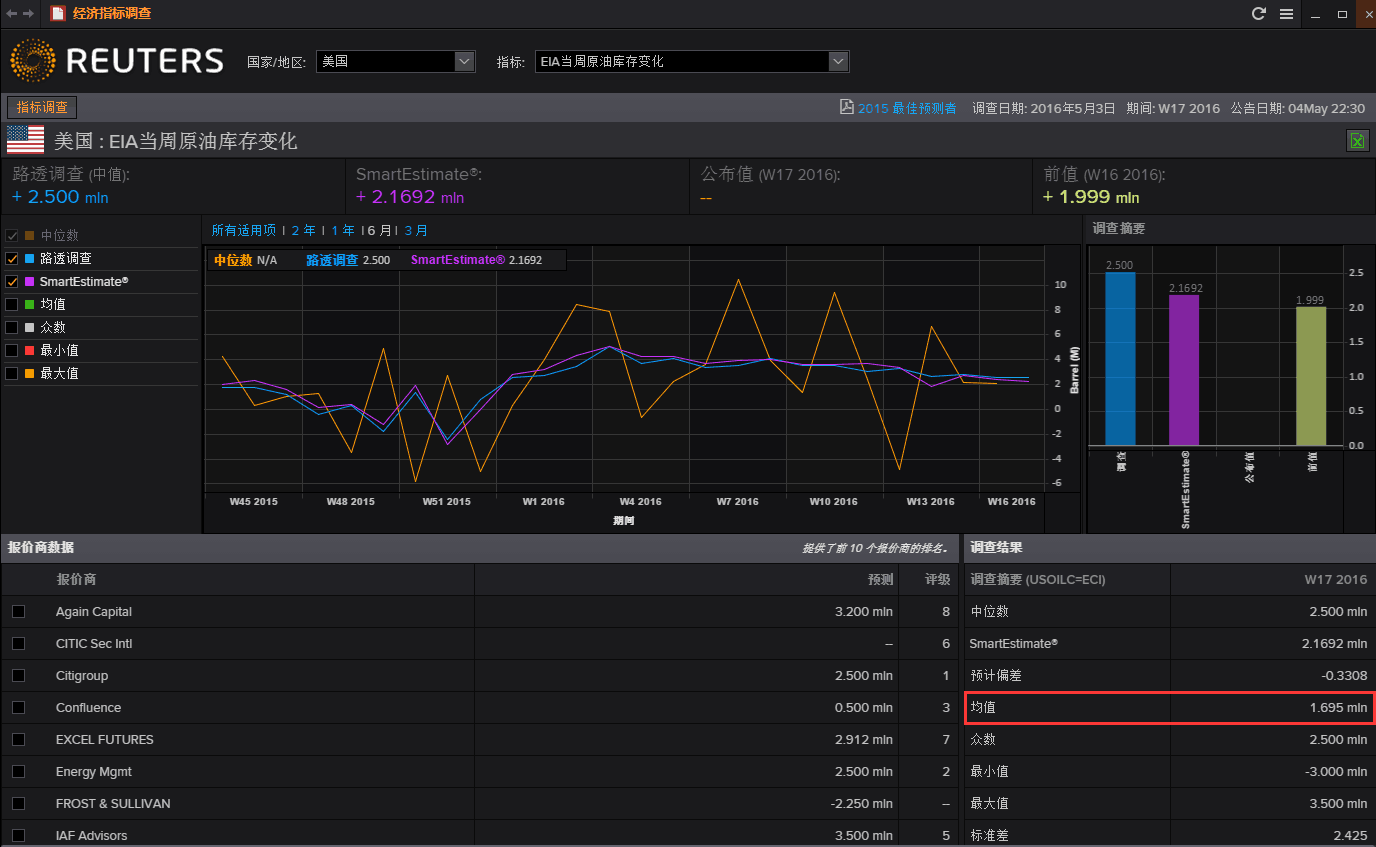 经济指标调查
REUTERS 国家/地区: 美国 指标: EIA当周原油库存变化
指标调查 2015 最佳预测者 调查日期: 2016年5月3日 期间: W17 2016 公告日期: 04May 22:30
美国 : EIA当周原油库存变化
路透调查 (中值): SmartEstimate®: 公布值 (W17 2016): 前值 (W16 2016):
+ 2.500 mln + 2.1692 mln -- + 1.999 mln
中位数
路透调查
SmartEstimate®
均值
众数
最小值
最大值
所有适用项 I 2 年 I 1 年 I 6 月 I 3 月
中位数 N/A 路透调查 2.500 SmartEstimate® 2.1692
10
8
6
4
2
0
-2
-4
-6
Barrel (M)
W45 2015 W48 2015 W51 2015 W1 2016 W4 2016 W7 2016 W10 2016 W13 2016 W16 2016
期间
调查摘要
2.500
2.1692
1.999
2.5
2.0
1.5
1.0
0.5
0.0
调查 SmartEstimate® 公布值 前值
报价商数据 提供了前 10 个报价商的排名。
报价商 预测 评级
Again Capital 3.200 mln 8
CITIC Sec Intl -- 6
Citigroup 2.500 mln 1
Confluence 0.500 mln 3
EXCEL FUTURES 2.912 mln 7
Energy Mgmt 2.500 mln 2
FROST & SULLIVAN -2.250 mln --
IAF Advisors 3.500 mln 5
调查结果
调查摘要 (USOILC=ECI) W17 2016
中位数 2.500 mln
SmartEstimate® 2.1692 mln
预计偏差 -0.3308
均值 1.695 mln
众数 2.500 mln
最小值 -3.000 mln
最大值 3.500 mln
标准差 2.425